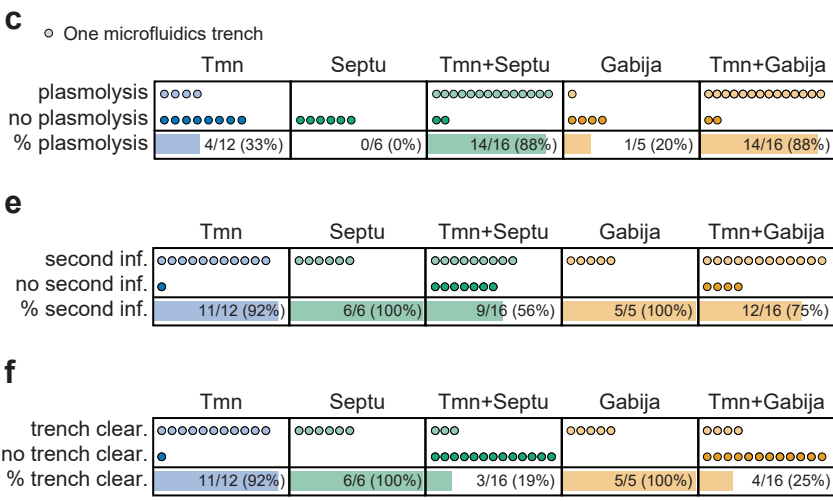 c
One microfluidics trench
Tmn Septu Tmn+Septu Gabija Tmn+Gabija
plasmolysis
no plasmolysis
% plasmolysis 4/12 (33%) 0/6 (0%) 14/16 (88%) 1/5 (20%) 14/16 (88%)
e
Tmn Septu Tmn+Septu Gabija Tmn+Gabija
second inf.
no second inf.
% second inf. 11/12 (92%) 6/6 (100%) 9/16 (56%) 5/5 (100%) 12/16 (75%)
f
Tmn Septu Tmn+Septu Gabija Tmn+Gabija
trench clear.
no trench clear.
% trench clear. 11/12 (92%) 6/6 (100%) 3/16 (19%) 5/5 (100%) 4/16 (25%)